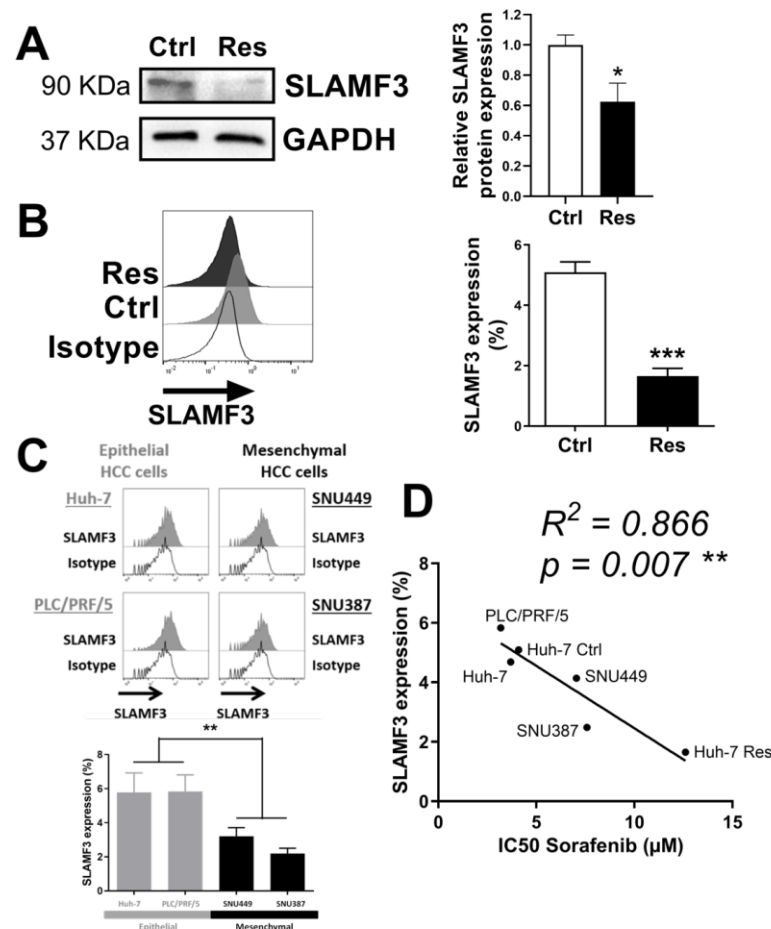 A
Ctrl Res
90 KDa
SLAMF3
37 KDa
GAPDH
Relative SLAMF3
protein expression
1.2
1.0
0.8
0.6
0.4
0.2
0.0
*
Ctrl Res
B
Res
Ctrl
Isotype
SLAMF3
SLAMF3 expression
(%)
6
4
2
0
***
Ctrl Res
C
Epithelial
HCC cells
Mesenchymal
HCC cells
Huh-7
SNU449
SLAMF3
SLAMF3
Isotype
Isotype
PLC/PRF/5
SNU387
SLAMF3
SLAMF3
Isotype
Isotype
SLAMF3
SLAMF3
**
SLAMF3 expression (%)
8
6
4
2
0
Huh-7 PLC/PRF/5 SNU449 SNU387
Epithelial Mesenchymal
D
R² = 0.866
p = 0.007 **
SLAMF3 expression (%)
8
6
4
2
0
PLC/PRF/5
Huh-7 Ctrl
Huh-7
SNU449
SNU387
Huh-7 Res
0 5 10 15
IC50 Sorafenib (µM)